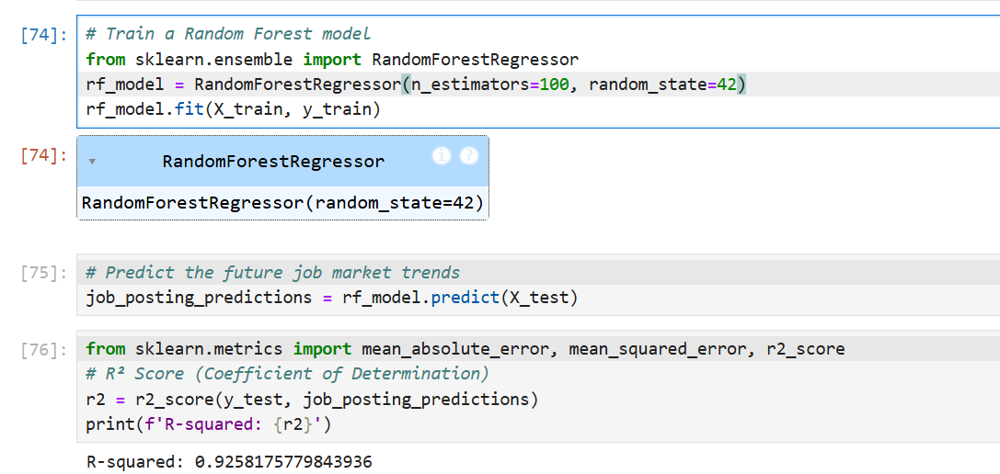 [74]: # Train a Random Forest model
from sklearn.ensemble import RandomForestRegressor
rf_model = RandomForestRegressor(n_estimators=100, random_state=42)
rf_model.fit(X_train, y_train)
[74]: ▾ RandomForestRegressor i ?
RandomForestRegressor(random_state=42)
[75]: # Predict the future job market trends
job_posting_predictions = rf_model.predict(X_test)
[76]: from sklearn.metrics import mean_absolute_error, mean_squared_error, r2_score
# R² Score (Coefficient of Determination)
r2 = r2_score(y_test, job_posting_predictions)
print(f'R-squared: {r2}')
R-squared: 0.9258175779843936